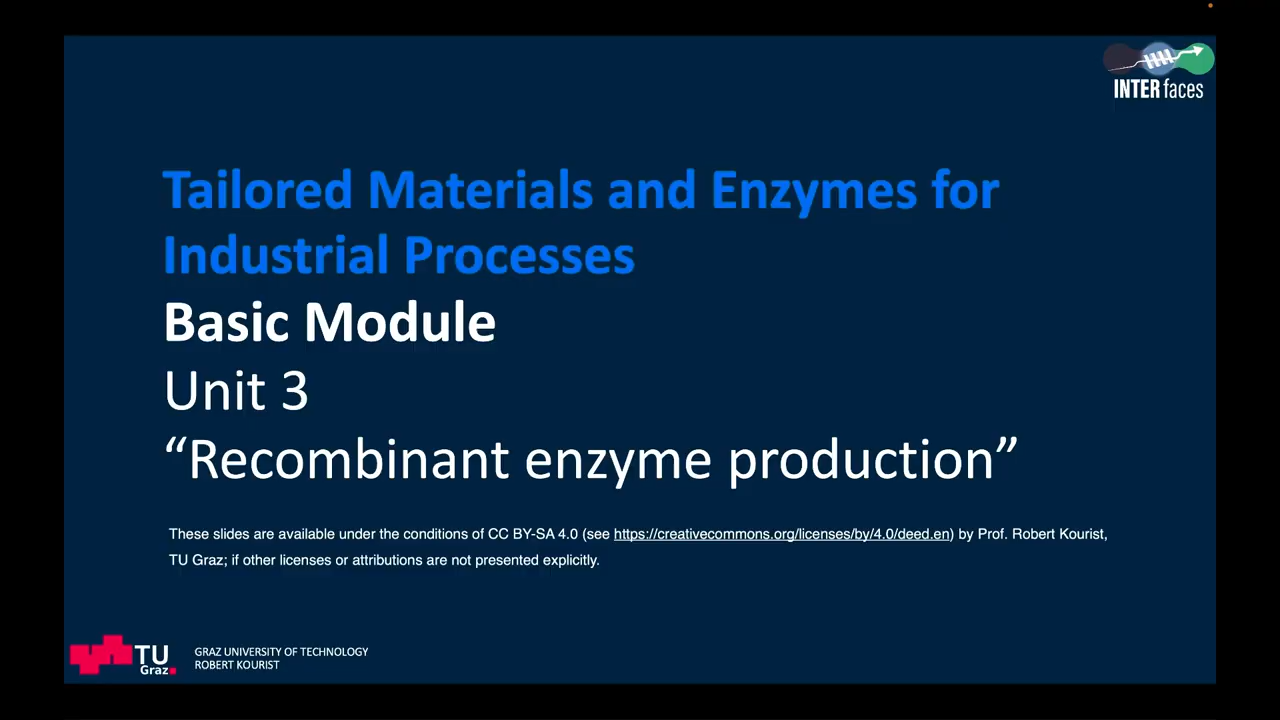 INTERfaces
Tailored Materials and Enzymes for
Industrial Processes
Basic Module
Unit 3
“Recombinant enzyme production”
These slides are available under the conditions of CC BY-SA 4.0 (see https://creativecommons.org/licenses/by/4.0/deed.en) by Prof. Robert Kourist,
TU Graz; if other licenses or attributions are not presented explicitly.
TU
Graz
GRAZ UNIVERSITY OF TECHNOLOGY
ROBERT KOURIST